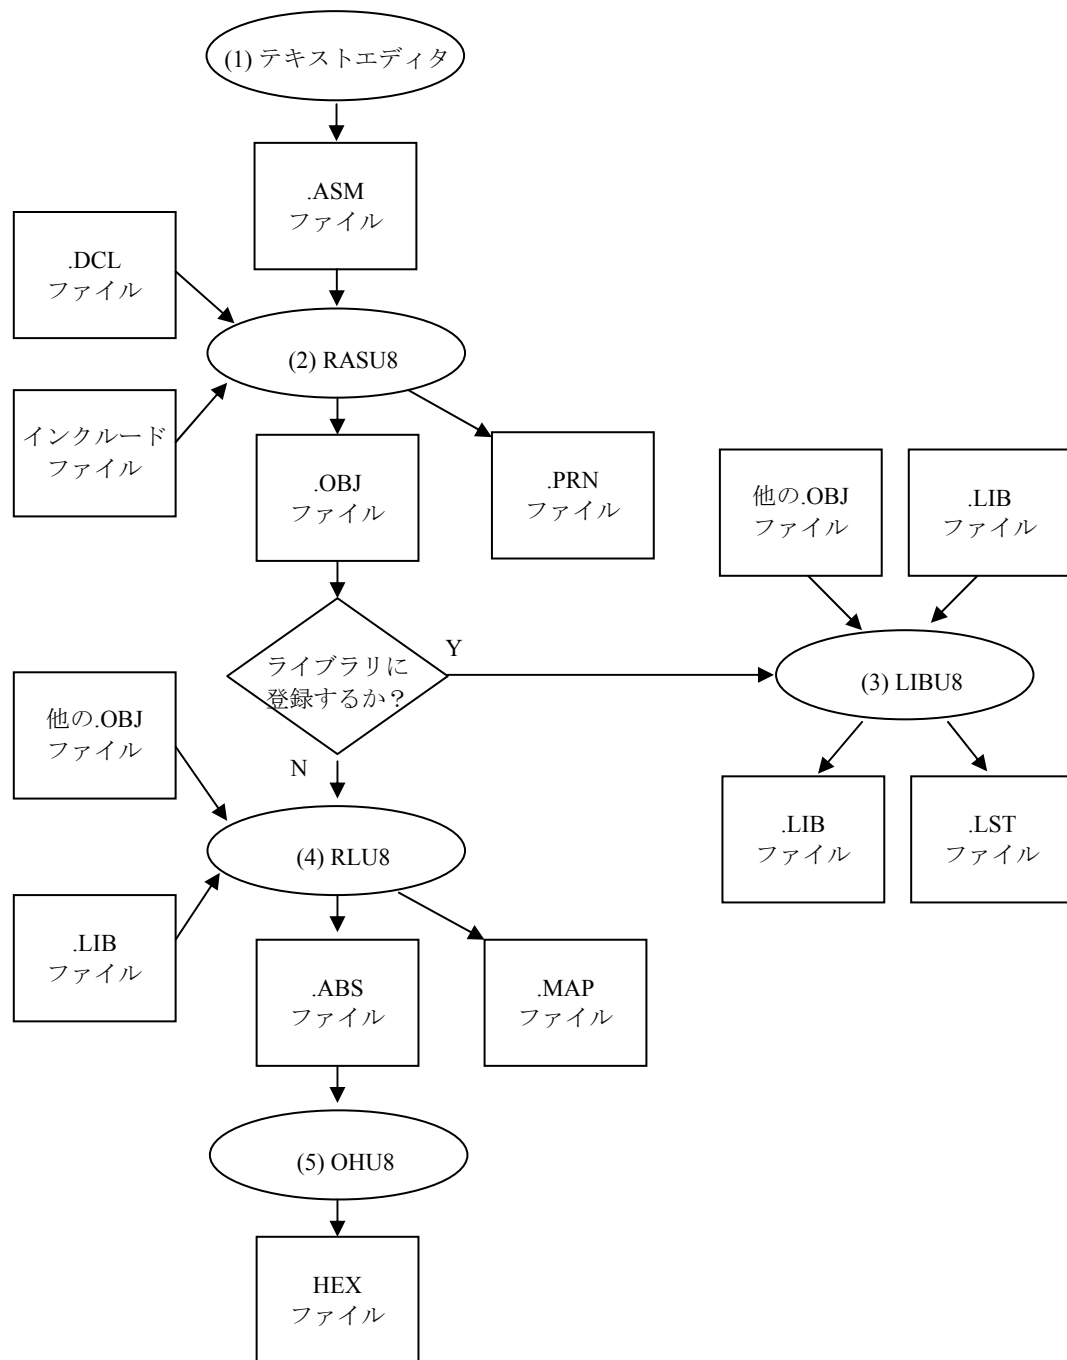 (1) テキストエディタ
.ASM
ファイル
.DCL
ファイル
(2) RASU8
インクルード
ファイル
.OBJ
ファイル
.PRN
ファイル
他の.OBJ
ファイル
.LIB
ファイル
ライブラリに
登録するか?
Y
N
(3) LIBU8
他の.OBJ
ファイル
.LIB
ファイル
.LST
ファイル
(4) RLU8
.LIB
ファイル
.ABS
ファイル
.MAP
ファイル
(5) OHU8
HEX
ファイル